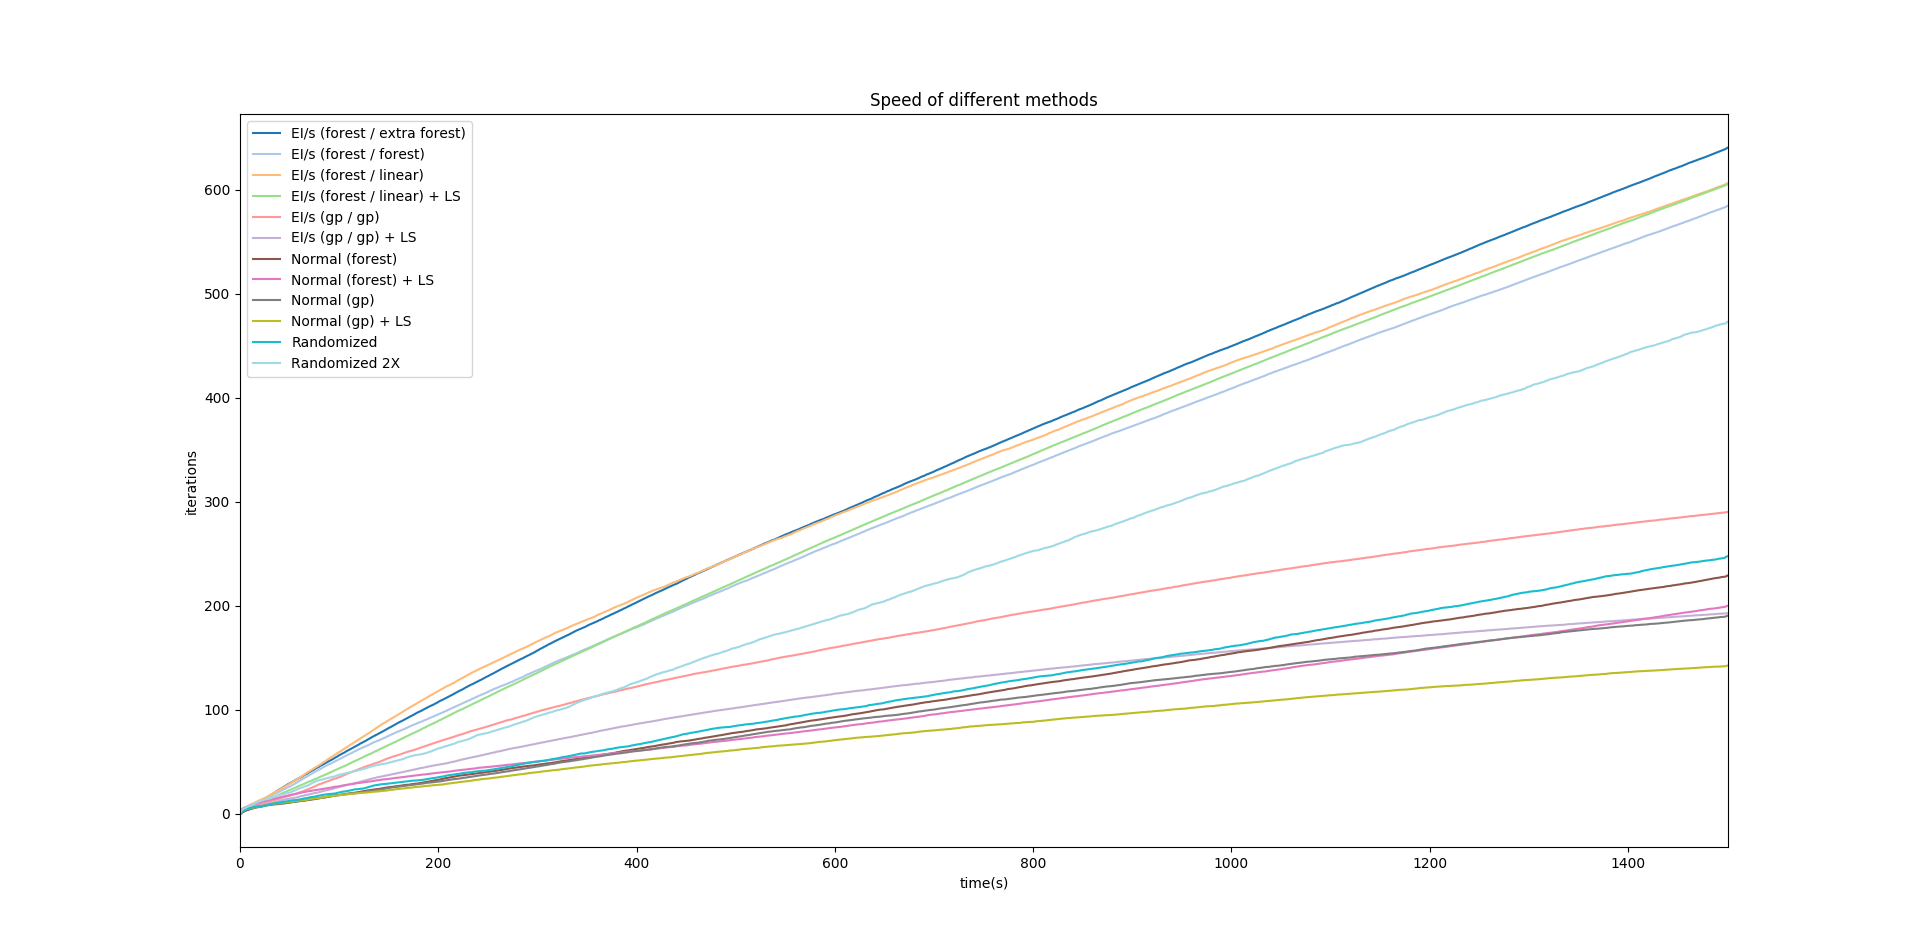 Speed of different methods
EI/s (forest / extra forest)
EI/s (forest / forest)
EI/s (forest / linear)
EI/s (forest / linear) + LS
EI/s (gp / gp)
EI/s (gp / gp) + LS
Normal (forest)
Normal (forest) + LS
Normal (gp)
Normal (gp) + LS
Randomized
Randomized 2X
iterations
600
500
400
300
200
100
0
0 200 400 600 800 1000 1200 1400
time(s)